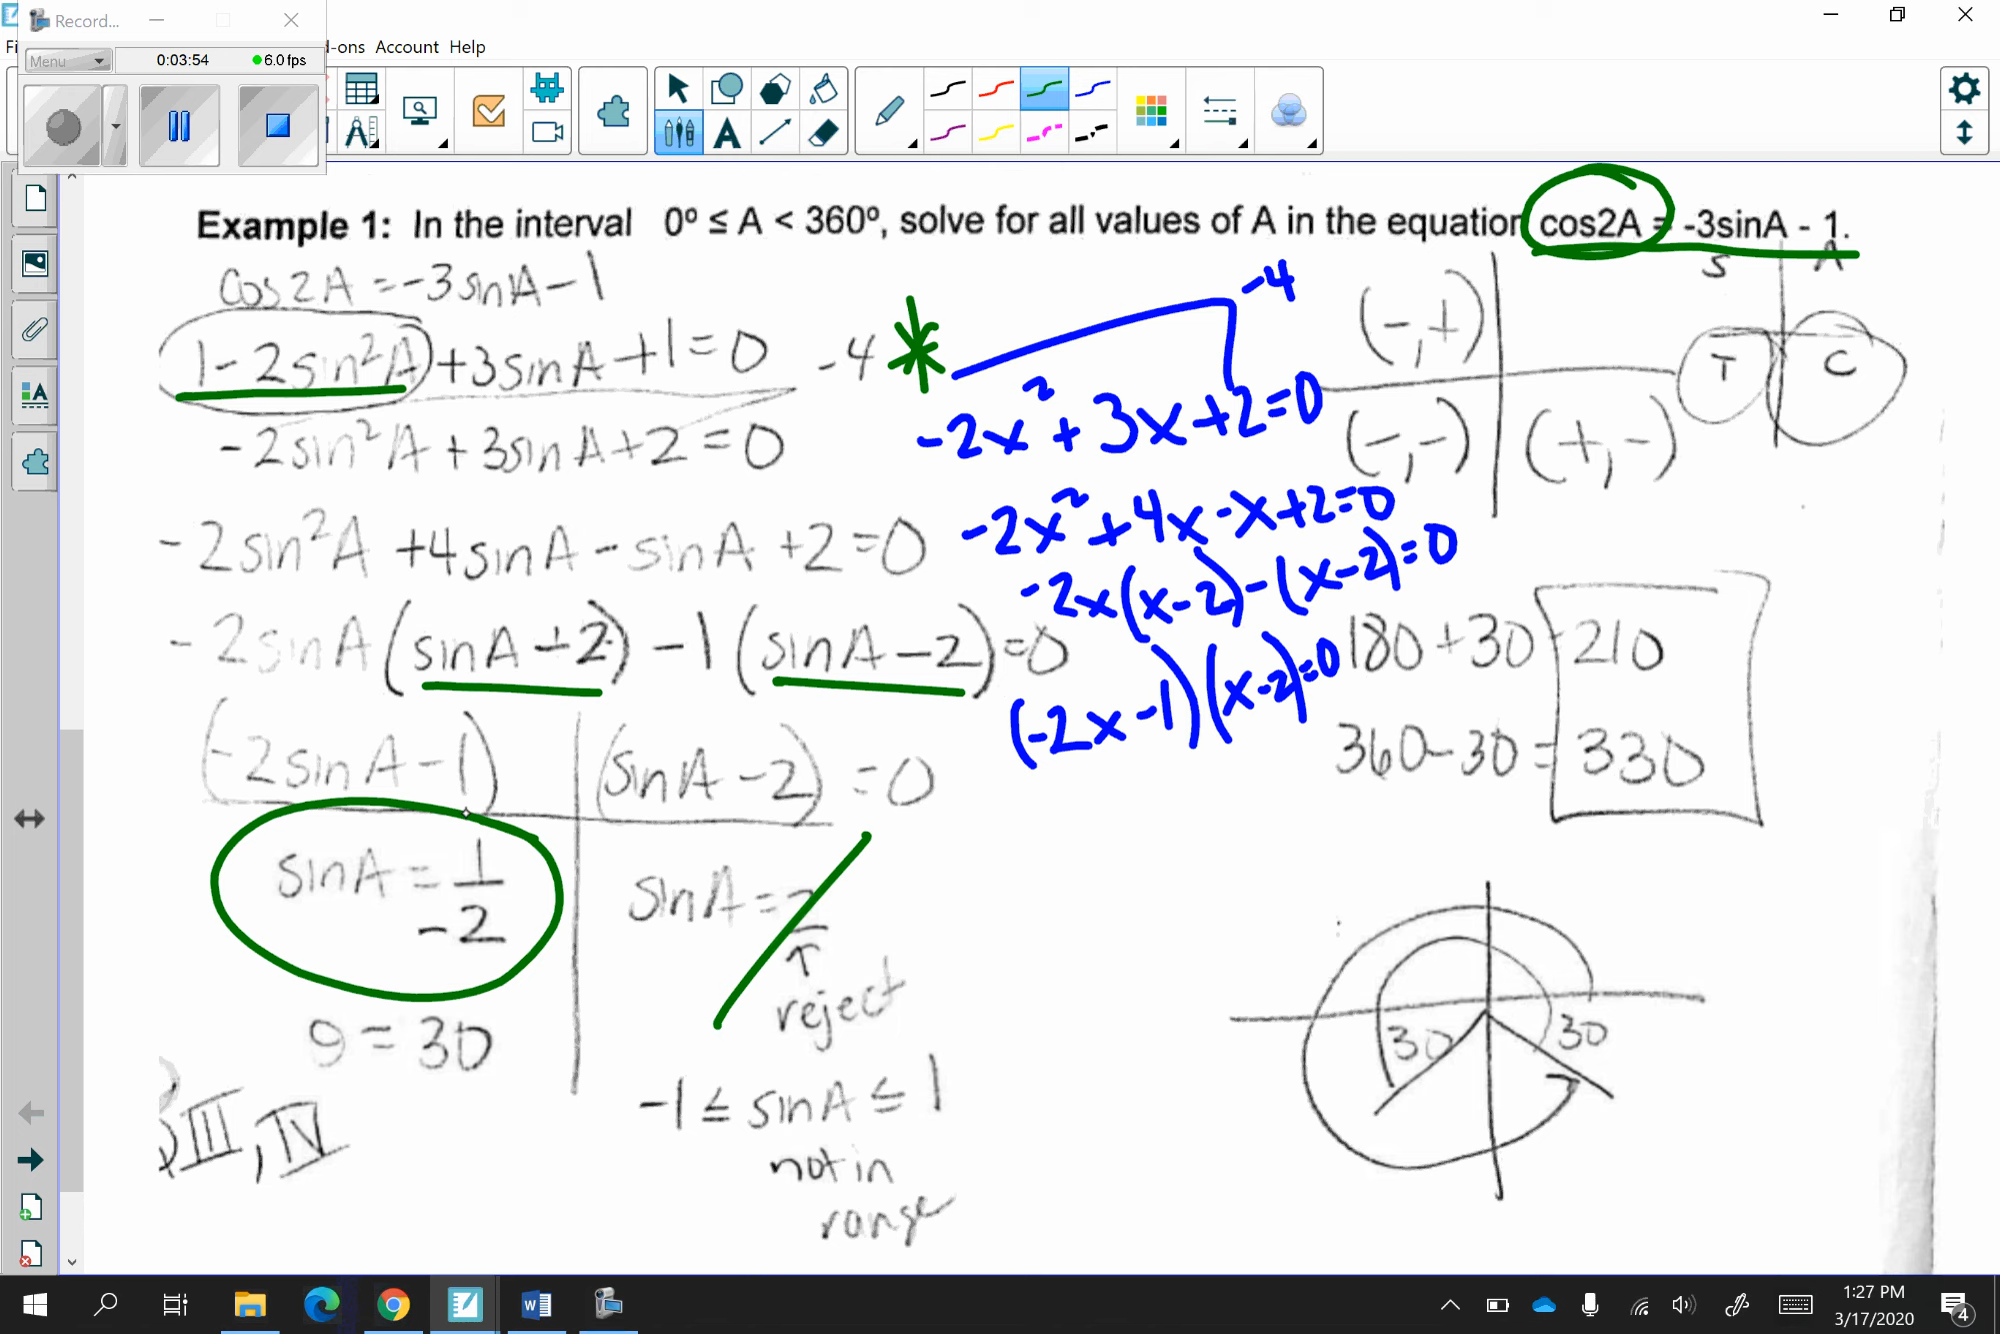 Record...
Menu
0:03:54
6.0 fps
Fi
d-ons Account Help
Example 1: In the interval 0º ≤ A < 360º, solve for all values of A in the equation cos2A = -3sinA - 1.
cos2A = -3sinA - 1
1 - 2sin²A + 3sinA + 1 = 0 -4 *
-2sin²A + 3sinA + 2 = 0
-2sin²A + 4sinA - sinA + 2 = 0
-2sinA(sinA + 2) - 1(sinA - 2) = 0
(-2sinA - 1) (sinA - 2) = 0
sinA = 1/-2
θ = 30
III, IV
sinA = 2
reject
-1 ≤ sinA ≤ 1
not in
range
-4
-2x² + 3x + 2 = 0
-2x² + 4x - x + 2 = 0
-2x(x - 2) - (x - 2) = 0
(-2x - 1)(x - 2) = 0
(-,+)
(-,-) (+,-)
S A
T C
180 + 30 210
360 - 30 = 330
30 30
1:27 PM
3/17/2020
4